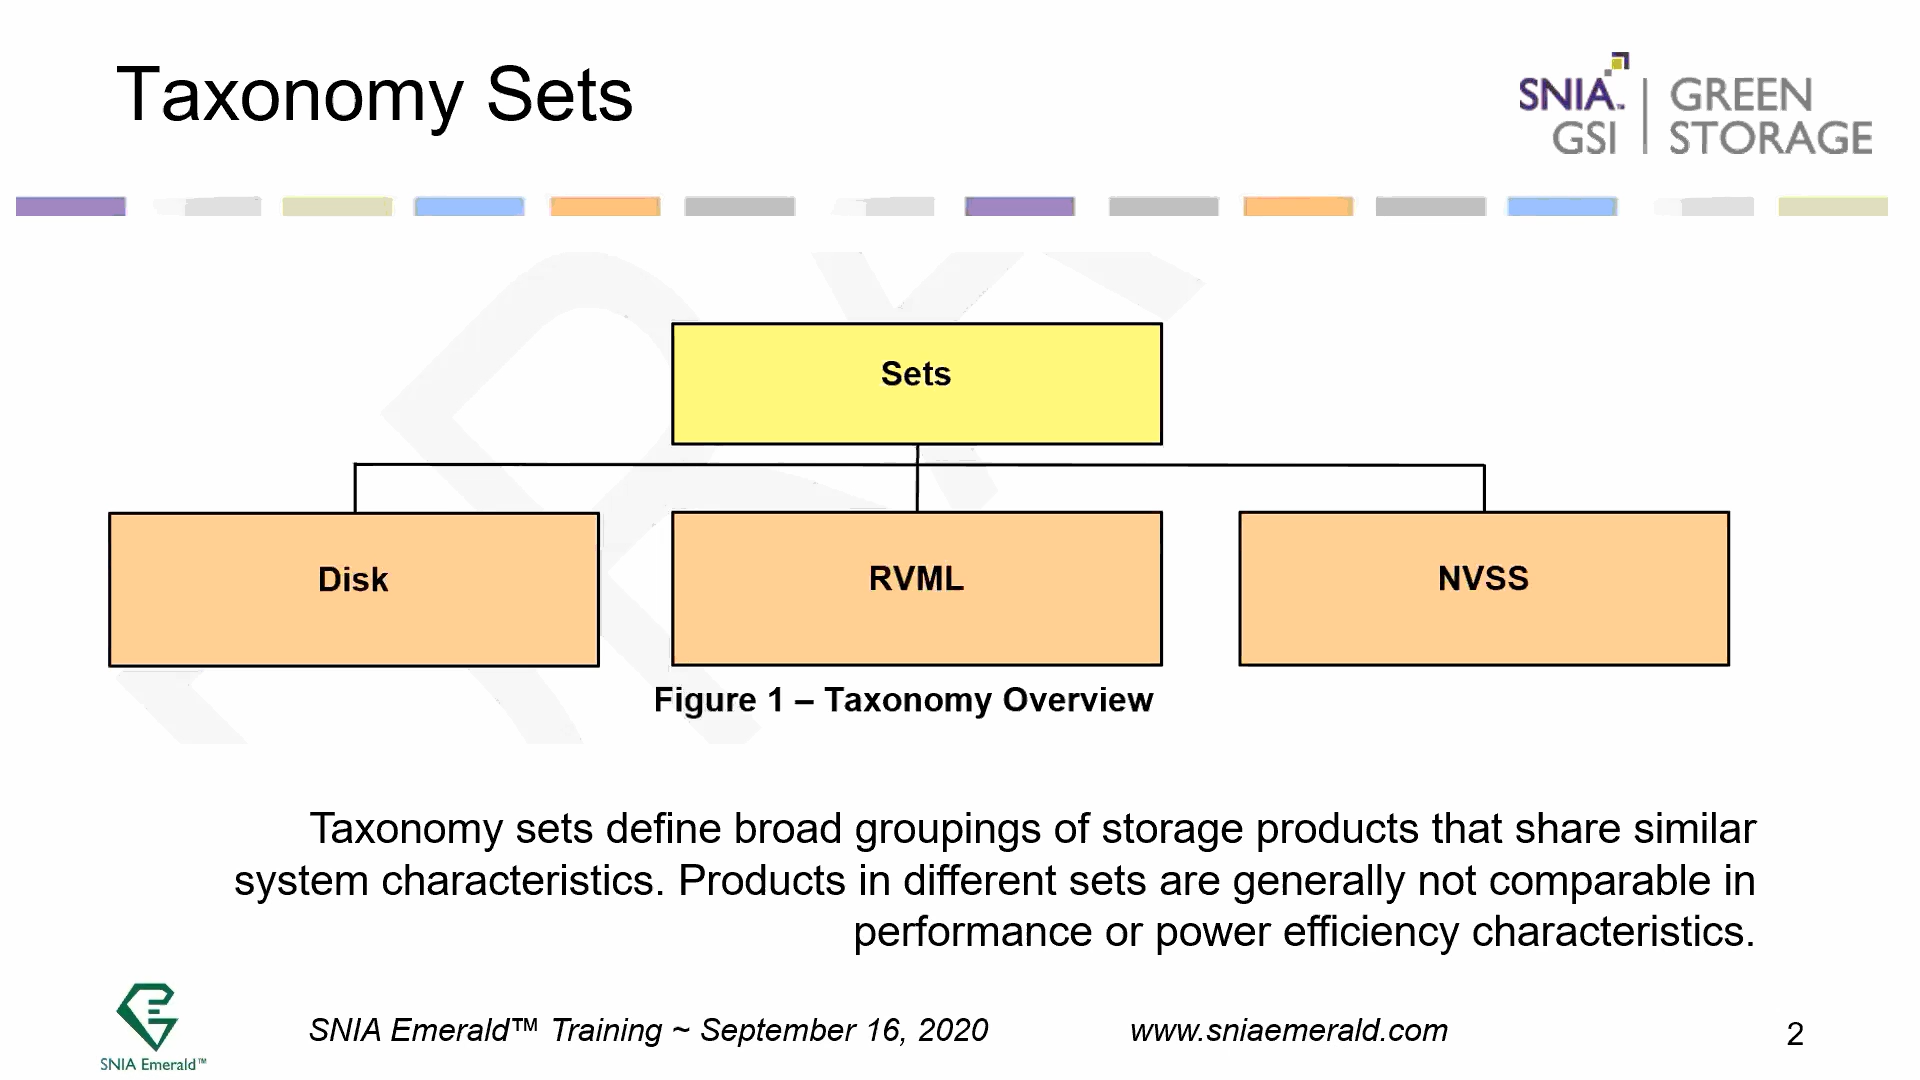 Taxonomy Sets
SNIA™ GREEN
GSI STORAGE
Sets
Disk
RVML
NVSS
Figure 1 – Taxonomy Overview
Taxonomy sets define broad groupings of storage products that share similar
system characteristics. Products in different sets are generally not comparable in
performance or power efficiency characteristics.
SNIA Emerald™
SNIA Emerald™ Training ~ September 16, 2020
www.sniaemerald.com
2